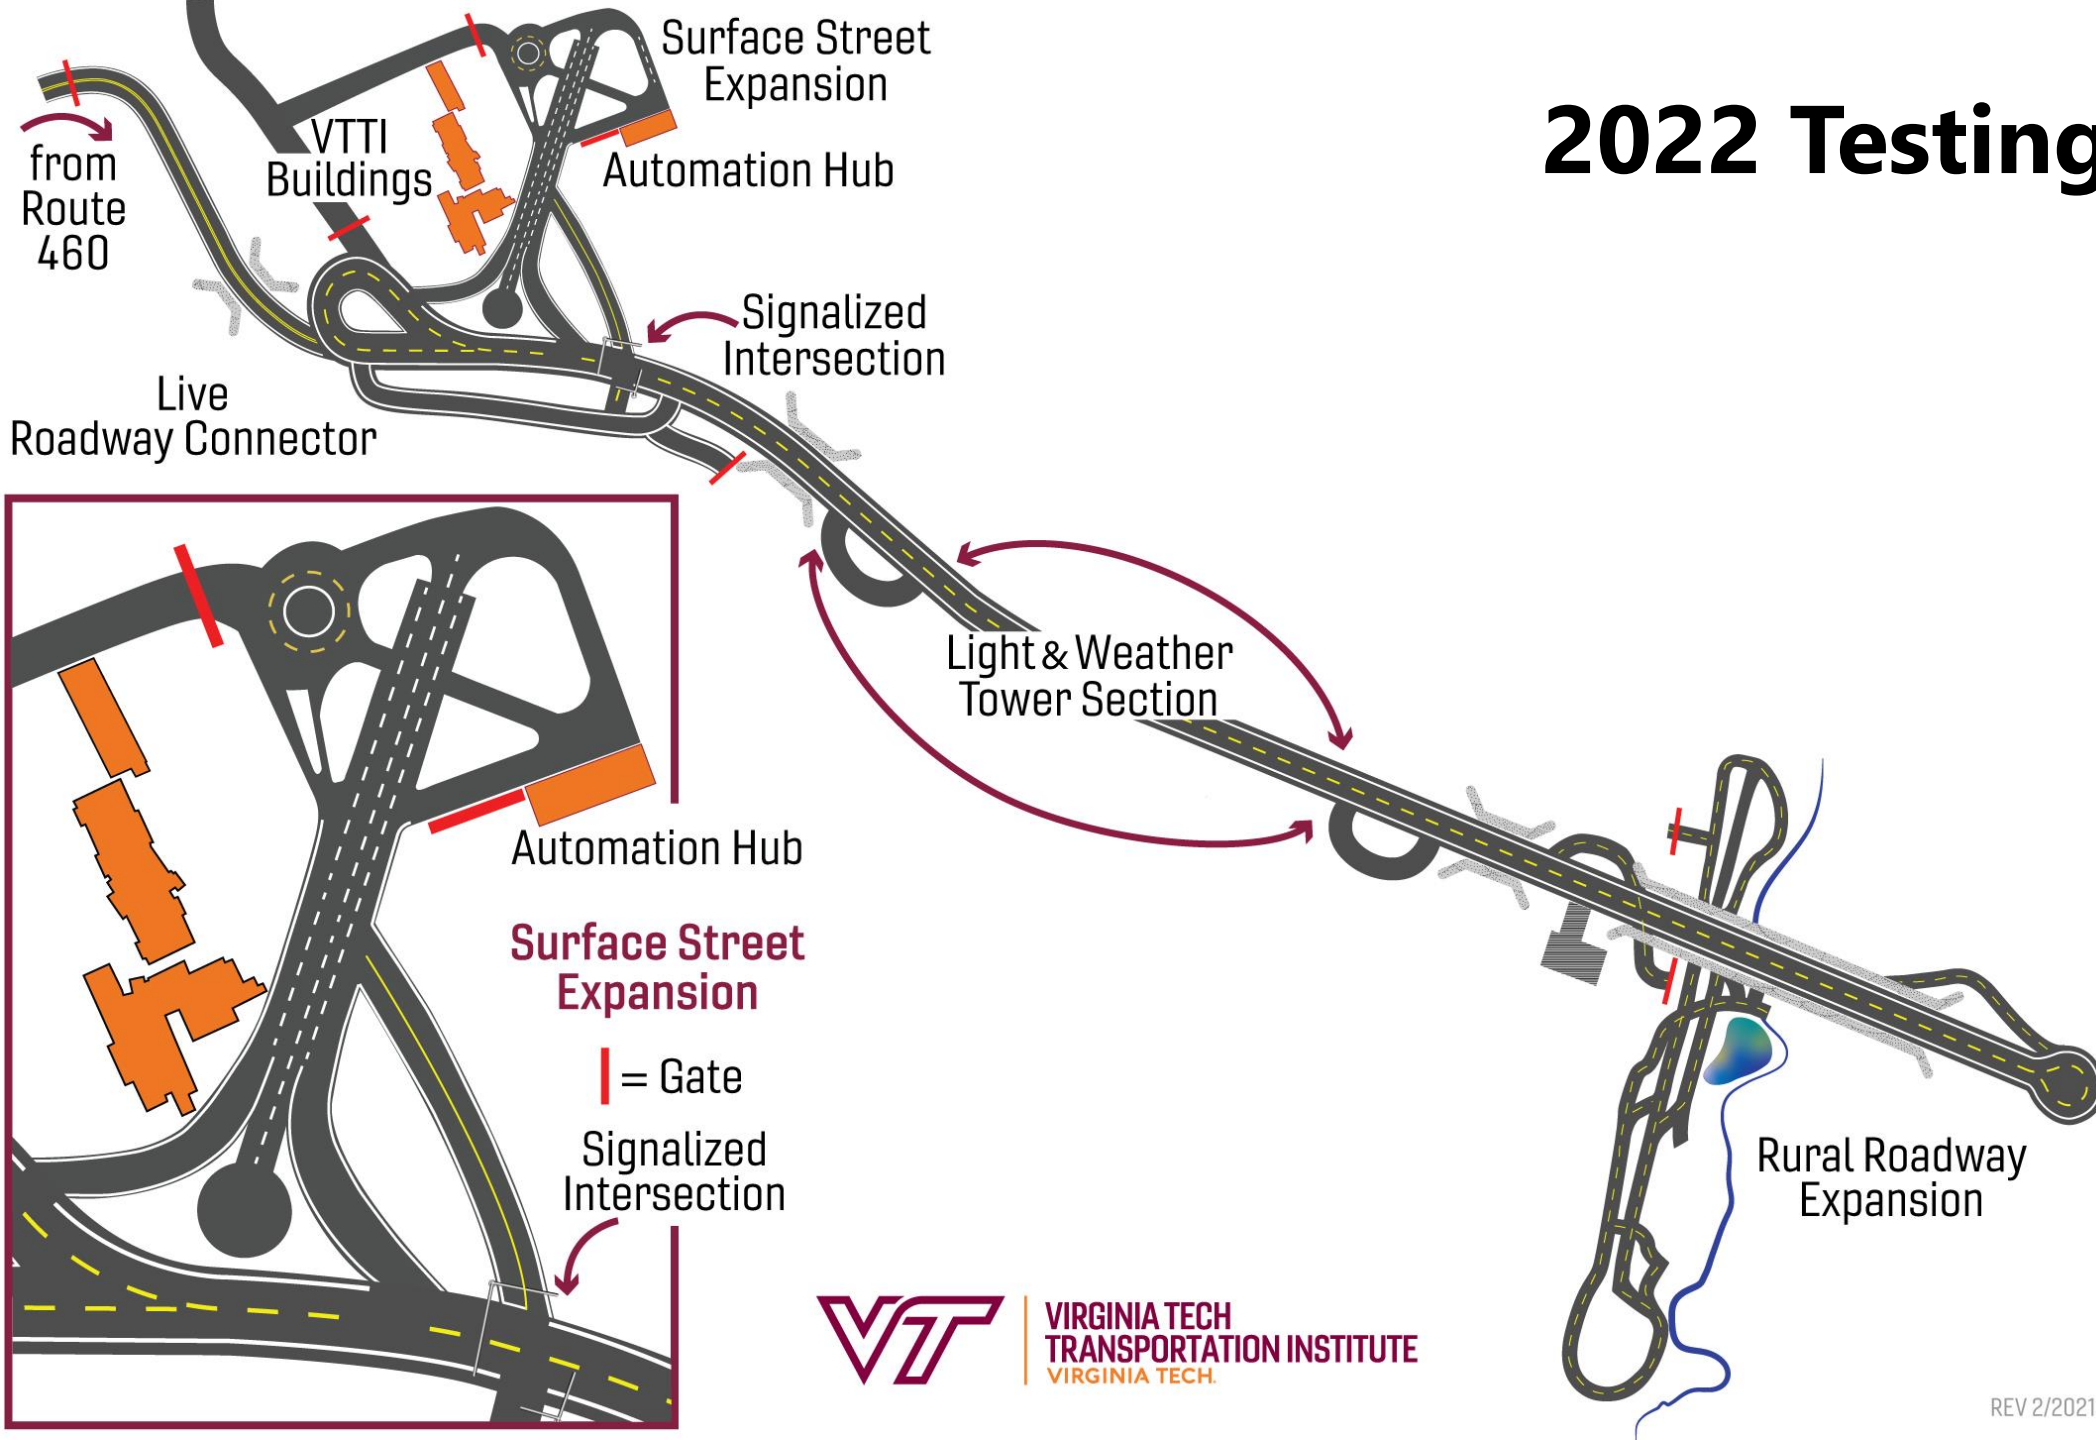 Surface Street
Expansion
2022 Testing
VTTI
Buildings
from
Route
460
Automation Hub
Signalized
Intersection
Live
Roadway Connector
Light & Weather
Tower Section
Automation Hub
Surface Street
Expansion
= Gate
Signalized
Intersection
Rural Roadway
Expansion
VT
VIRGINIA TECH
TRANSPORTATION INSTITUTE
VIRGINIA TECH.
REV 2/2021